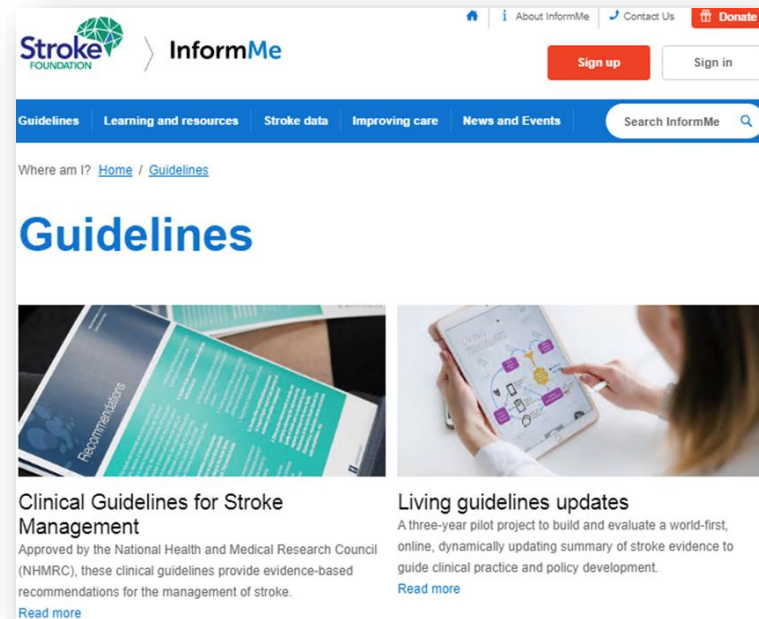 About InformMe
Contact Us
Donate
Stroke
FOUNDATION
InformMe
Sign up
Sign in
Guidelines
Learning and resources
Stroke data
Improving care
News and Events
Search InformMe
Where am I? Home / Guidelines
Guidelines
Recommendations
LIVING GUIDELINES
Clinical Guidelines for Stroke
Management
Approved by the National Health and Medical Research Council
(NHMRC), these clinical guidelines provide evidence-based
recommendations for the management of stroke.
Read more
Living guidelines updates
A three-year pilot project to build and evaluate a world-first,
online, dynamically updating summary of stroke evidence to
guide clinical practice and policy development.
Read more